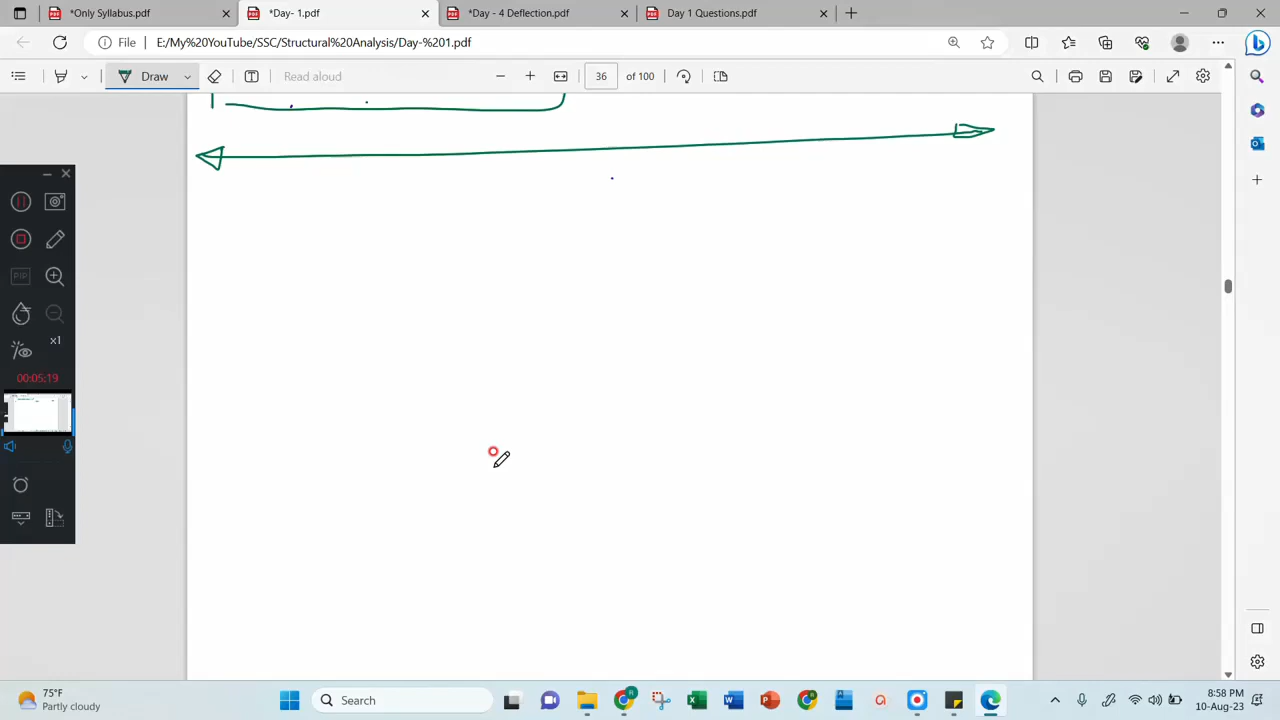 *Only Syllabus.pdf
*Day- 1.pdf
*Day - 4 Deflection.pdf
Day 1 Questions.pdf
File
E:/My%20YouTube/SSC/Structural%20Analysis/Day-%201.pdf
Draw
Read aloud
36
of 100
PIP
x1
00:05:19
75°F
Partly cloudy
Search
8:58 PM
10-Aug-23